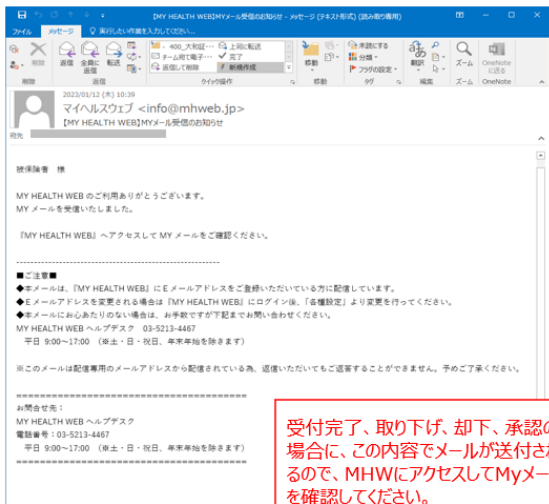 [MY HEALTH WEB]MYメール受信のお知らせ - メッセージ (テキスト形式) (読み取り専用)
ファイル メッセージ 実行したい作業を入力してください...
削除 返信 全員に返信 転送
400_大和証… 上司に転送
チーム宛て電子… 完了
返信して削除 新規作成
移動
未読にする
分類
フラグの設定
翻訳
ズーム
OneNote に送る
削除 返信 クイック操作 移動 タグ 編集 ズーム OneNote
2023/01/12 (木) 10:39
マイヘルスウェブ <info@mhweb.jp>
[MY HEALTH WEB]MYメール受信のお知らせ
宛先
被保険者 様
MY HEALTH WEB のご利用ありがとうございます。
MY メールを受信いたしました。
『MY HEALTH WEB』へアクセスして MY メールをご確認ください。
------------------------------------------------------
■ご注意■
◆本メールは、『MY HEALTH WEB』に E メールアドレスをご登録いただいている方に配信しています。
◆E メールアドレスを変更される場合は『MY HEALTH WEB』にログイン後、「各種設定」より変更を行ってください。
◆本メールにお心あたりのない場合は、お手数ですが下記までお問い合わせください。
MY HEALTH WEB ヘルプデスク 03-5213-4467
平日 9:00~17:00 (※土・日・祝日、年末年始を除きます)
※このメールは配信専用のメールアドレスから配信されている為、返信いただいてもご返答することができません。予めご了承ください。
==========================================
お問合せ先:
MY HEALTH WEB ヘルプデスク
電話番号:03-5213-4467
平日 9:00~17:00 (※土・日・祝日、年末年始を除きます)
==========================================
受付完了、取り下げ、却下、承認の
場合に、この内容でメールが送付され
るので、MHWにアクセスしてMyメール
を確認してください。